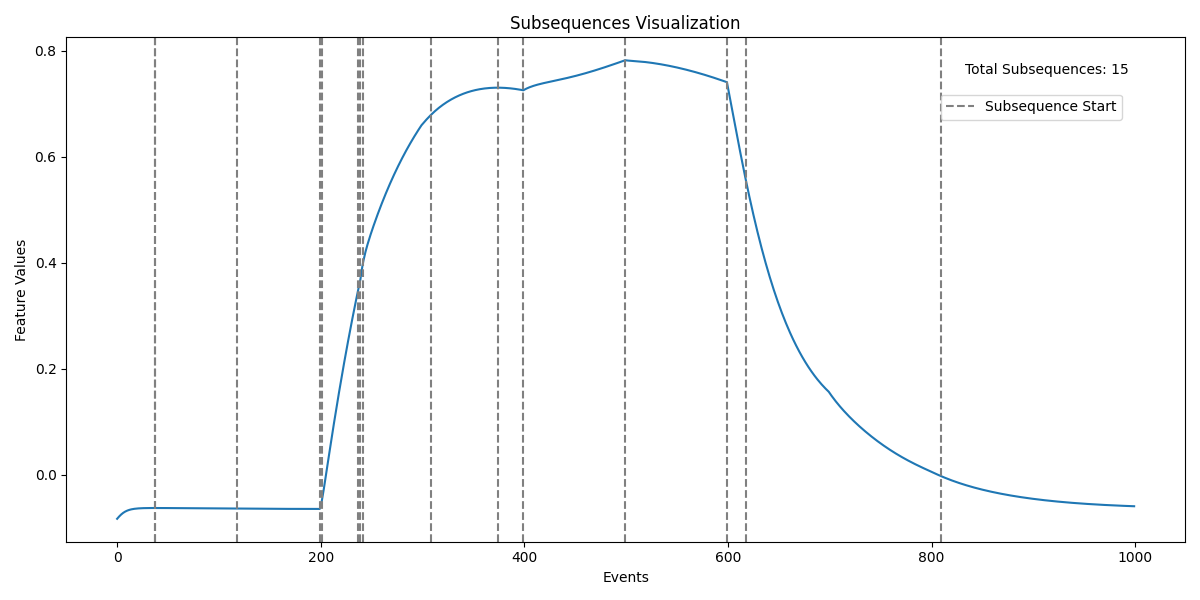 Subsequences Visualization
Total Subsequences: 15
Subsequence Start
Feature Values
0.8
0.6
0.4
0.2
0.0
0
200
400
600
800
1000
Events